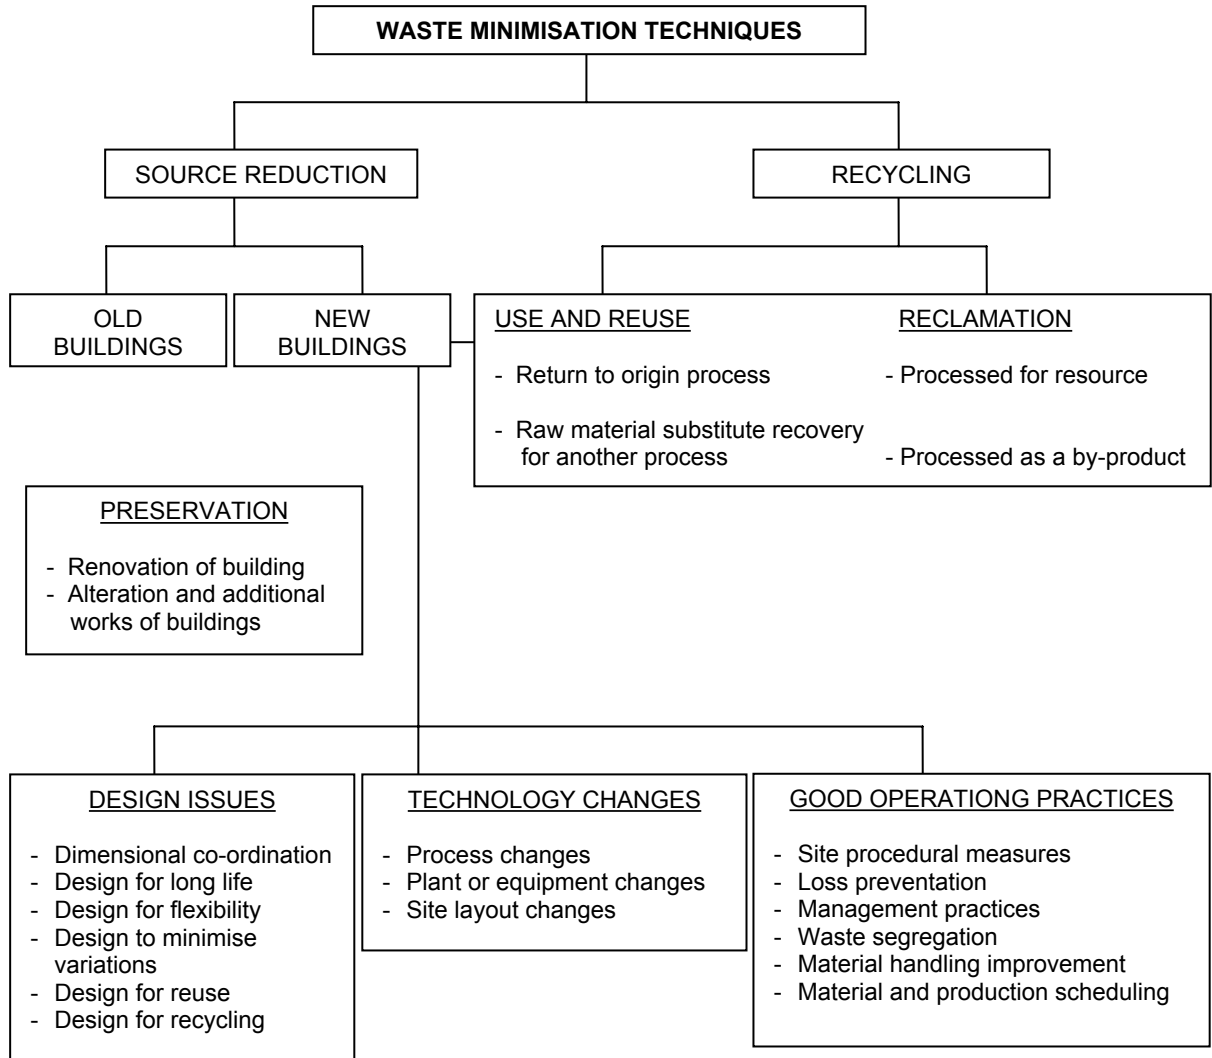 WASTE MINIMISATION TECHNIQUES
SOURCE REDUCTION
RECYCLING
OLD
BUILDINGS
NEW
BUILDINGS
USE AND REUSE
- Return to origin process
- Raw material substitute recovery
for another process
RECLAMATION
- Processed for resource
- Processed as a by-product
PRESERVATION
- Renovation of building
- Alteration and additional
works of buildings
DESIGN ISSUES
- Dimensional co-ordination
- Design for long life
- Design for flexibility
- Design to minimise
variations
- Design for reuse
- Design for recycling
TECHNOLOGY CHANGES
- Process changes
- Plant or equipment changes
- Site layout changes
GOOD OPERATIONG PRACTICES
- Site procedural measures
- Loss preventation
- Management practices
- Waste segregation
- Material handling improvement
- Material and production scheduling